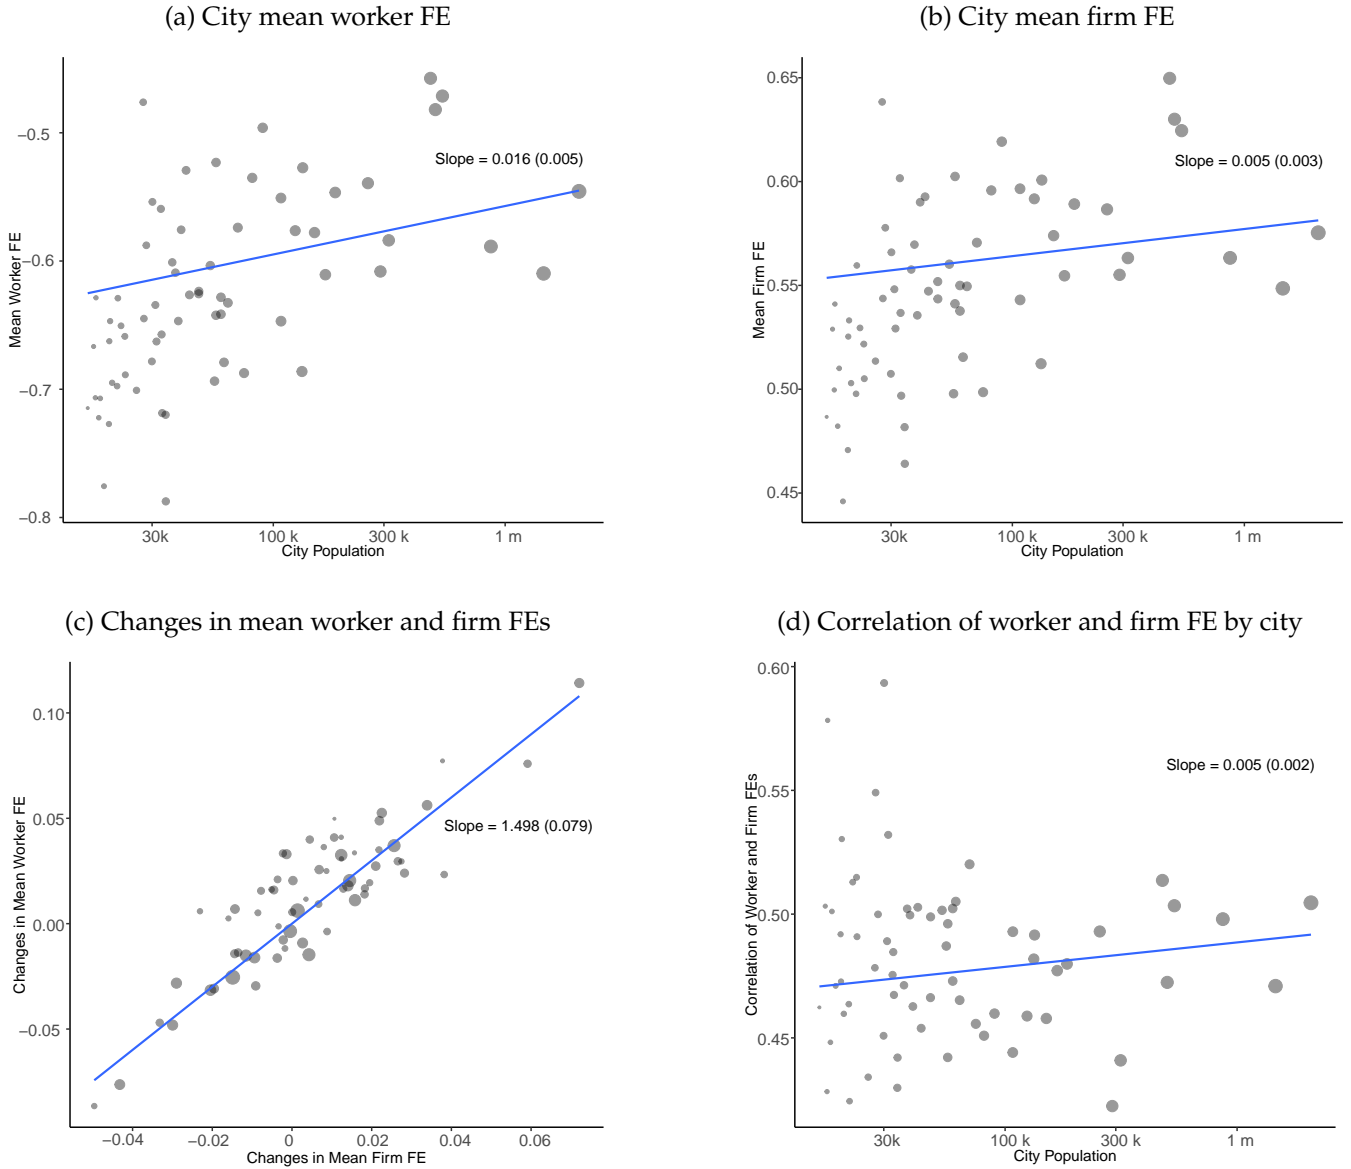 (a) City mean worker FE
−0.5
−0.6
−0.7
−0.8
Mean Worker FE
Slope = 0.016 (0.005)
30k
100 k
300 k
1 m
City Population
(b) City mean firm FE
0.65
0.60
0.55
0.50
0.45
Mean Firm FE
Slope = 0.005 (0.003)
30k
100 k
300 k
1 m
City Population
(c) Changes in mean worker and firm FEs
0.10
0.05
0.00
−0.05
Changes in Mean Worker FE
Slope = 1.498 (0.079)
−0.04
−0.02
0
0.02
0.04
0.06
Changes in Mean Firm FE
(d) Correlation of worker and firm FE by city
0.60
0.55
0.50
0.45
Correlation of Worker and Firm FEs
Slope = 0.005 (0.002)
30k
100 k
300 k
1 m
City Population